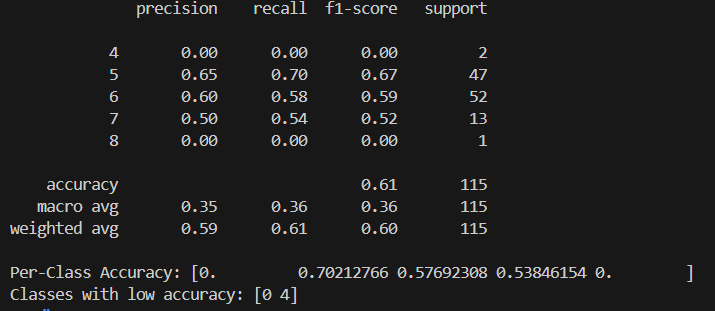 precision recall f1-score support
4 0.00 0.00 0.00 2
5 0.65 0.70 0.67 47
6 0.60 0.58 0.59 52
7 0.50 0.54 0.52 13
8 0.00 0.00 0.00 1
accuracy 0.61 115
macro avg 0.35 0.36 0.36 115
weighted avg 0.59 0.61 0.60 115
Per-Class Accuracy: [0. 0.70212766 0.57692308 0.53846154 0. ]
Classes with low accuracy: [0 4]